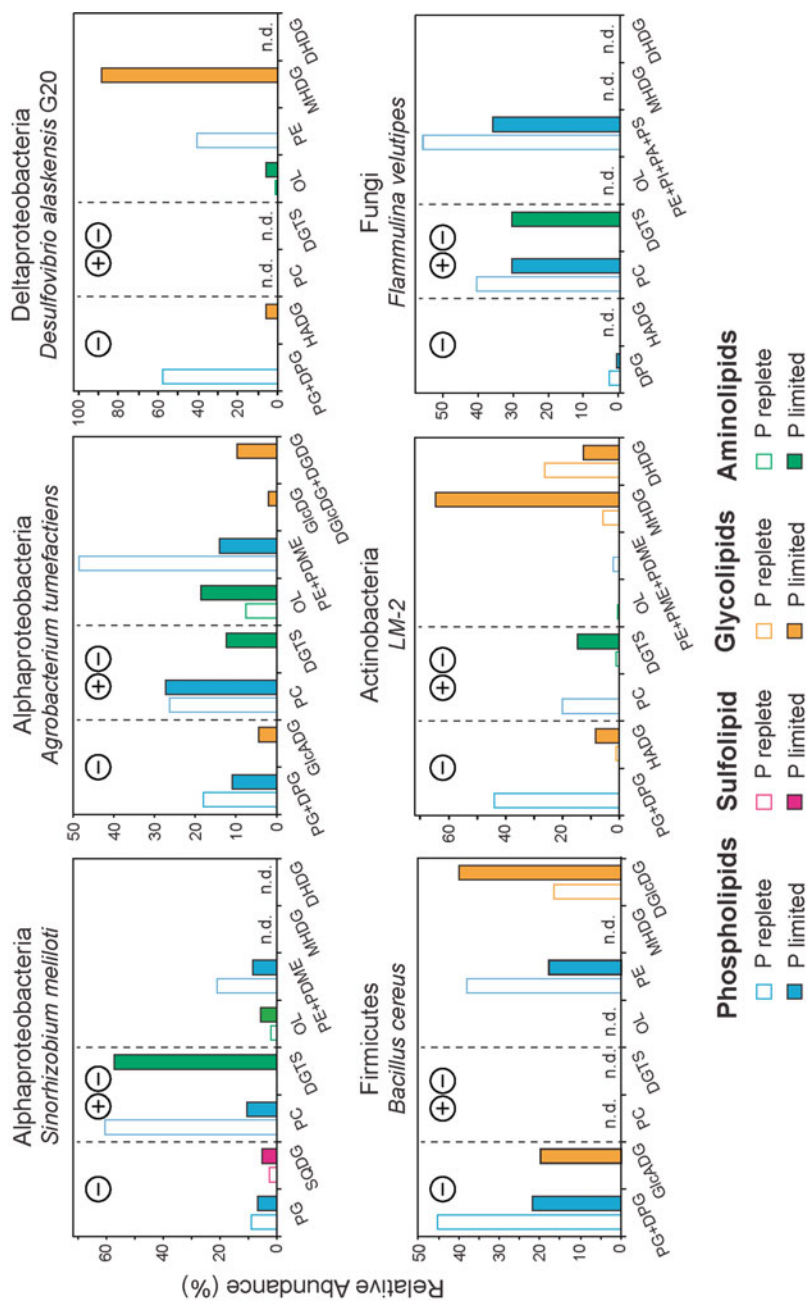 Relative Abundance (%)
Alphaproteobacteria
Sinorhizobium meliloti
60
50
40
30
20
10
0
−
+ −
n.d.
n.d.
PG
SQDG
PC
DGTS
OL
PE+PDME
MHDG
DHDG
Alphaproteobacteria
Agrobacterium tumefactiens
50
40
30
20
10
0
−
+ −
PG+DPG
GlcADG
PC
DGTS
OL
PE+PDME
GlcDG
DGlcDG+DGDG
Deltaproteobacteria
Desulfovibrio alaskensis G20
100
80
60
40
20
0
−
+ −
n.d.
n.d.
n.d.
PG+DPG
HADG
PC
DGTS
OL
PE
MHDG
DHDG
Firmicutes
Bacillus cereus
50
40
30
20
10
0
−
+ −
n.d.
n.d.
n.d.
n.d.
PG+DPG
GlcADG
PC
DGTS
OL
PE
MHDG
DGlcDG
Actinobacteria
LM-2
60
40
20
0
−
+ −
PG+DPG
HADG
PC
DGTS
OL
PE+PME+PDME
MHDG
DHDG
Fungi
Flammulina velutipes
50
40
30
20
10
0
−
+ −
n.d.
n.d.
n.d.
n.d.
DPG
HADG
PC
DGTS
OL
PE+PI+PA+PS
MHDG
DHDG
Phospholipids Sulfolipid Glycolipids Aminolipids
P replete P replete P replete P replete
P limited P limited P limited P limited